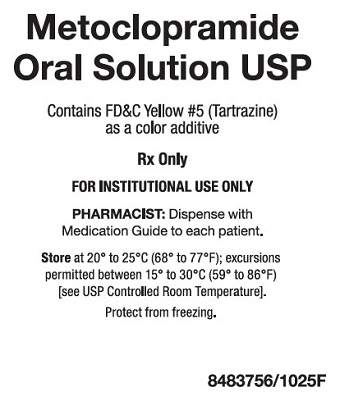 Metoclopramide
Oral Solution USP
Contains FD&C Yellow #5 (Tartrazine)
as a color additive
Rx Only
FOR INSTITUTIONAL USE ONLY
PHARMACIST: Dispense with
Medication Guide to each patient.
Store at 20° to 25°C (68° to 77°F); excursions
permitted between 15° to 30°C (59° to 86°F)
[see USP Controlled Room Temperature].
Protect from freezing.
8483756/1025F